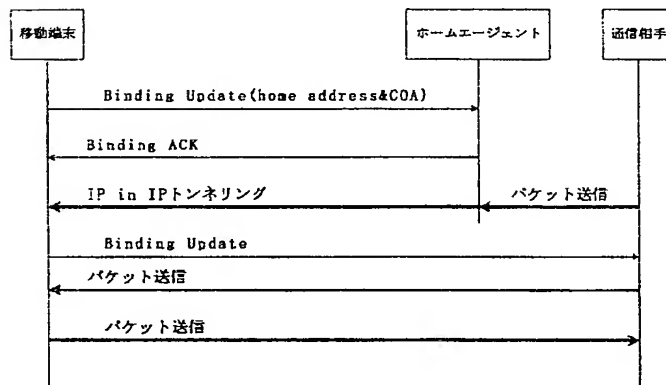 移動端末
ホームエージェント
通信相手
Binding Update(home address&COA)
Binding ACK
IP in IPトンネリング
パケット送信
Binding Update
パケット送信
パケット送信